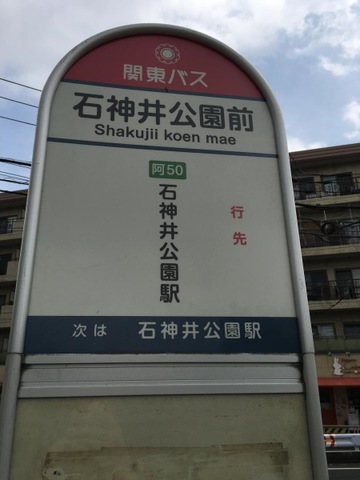 関東バス
石神井公園前
Shakujii koen mae
阿50
石神井公園駅
行先
次は 石神井公園駅